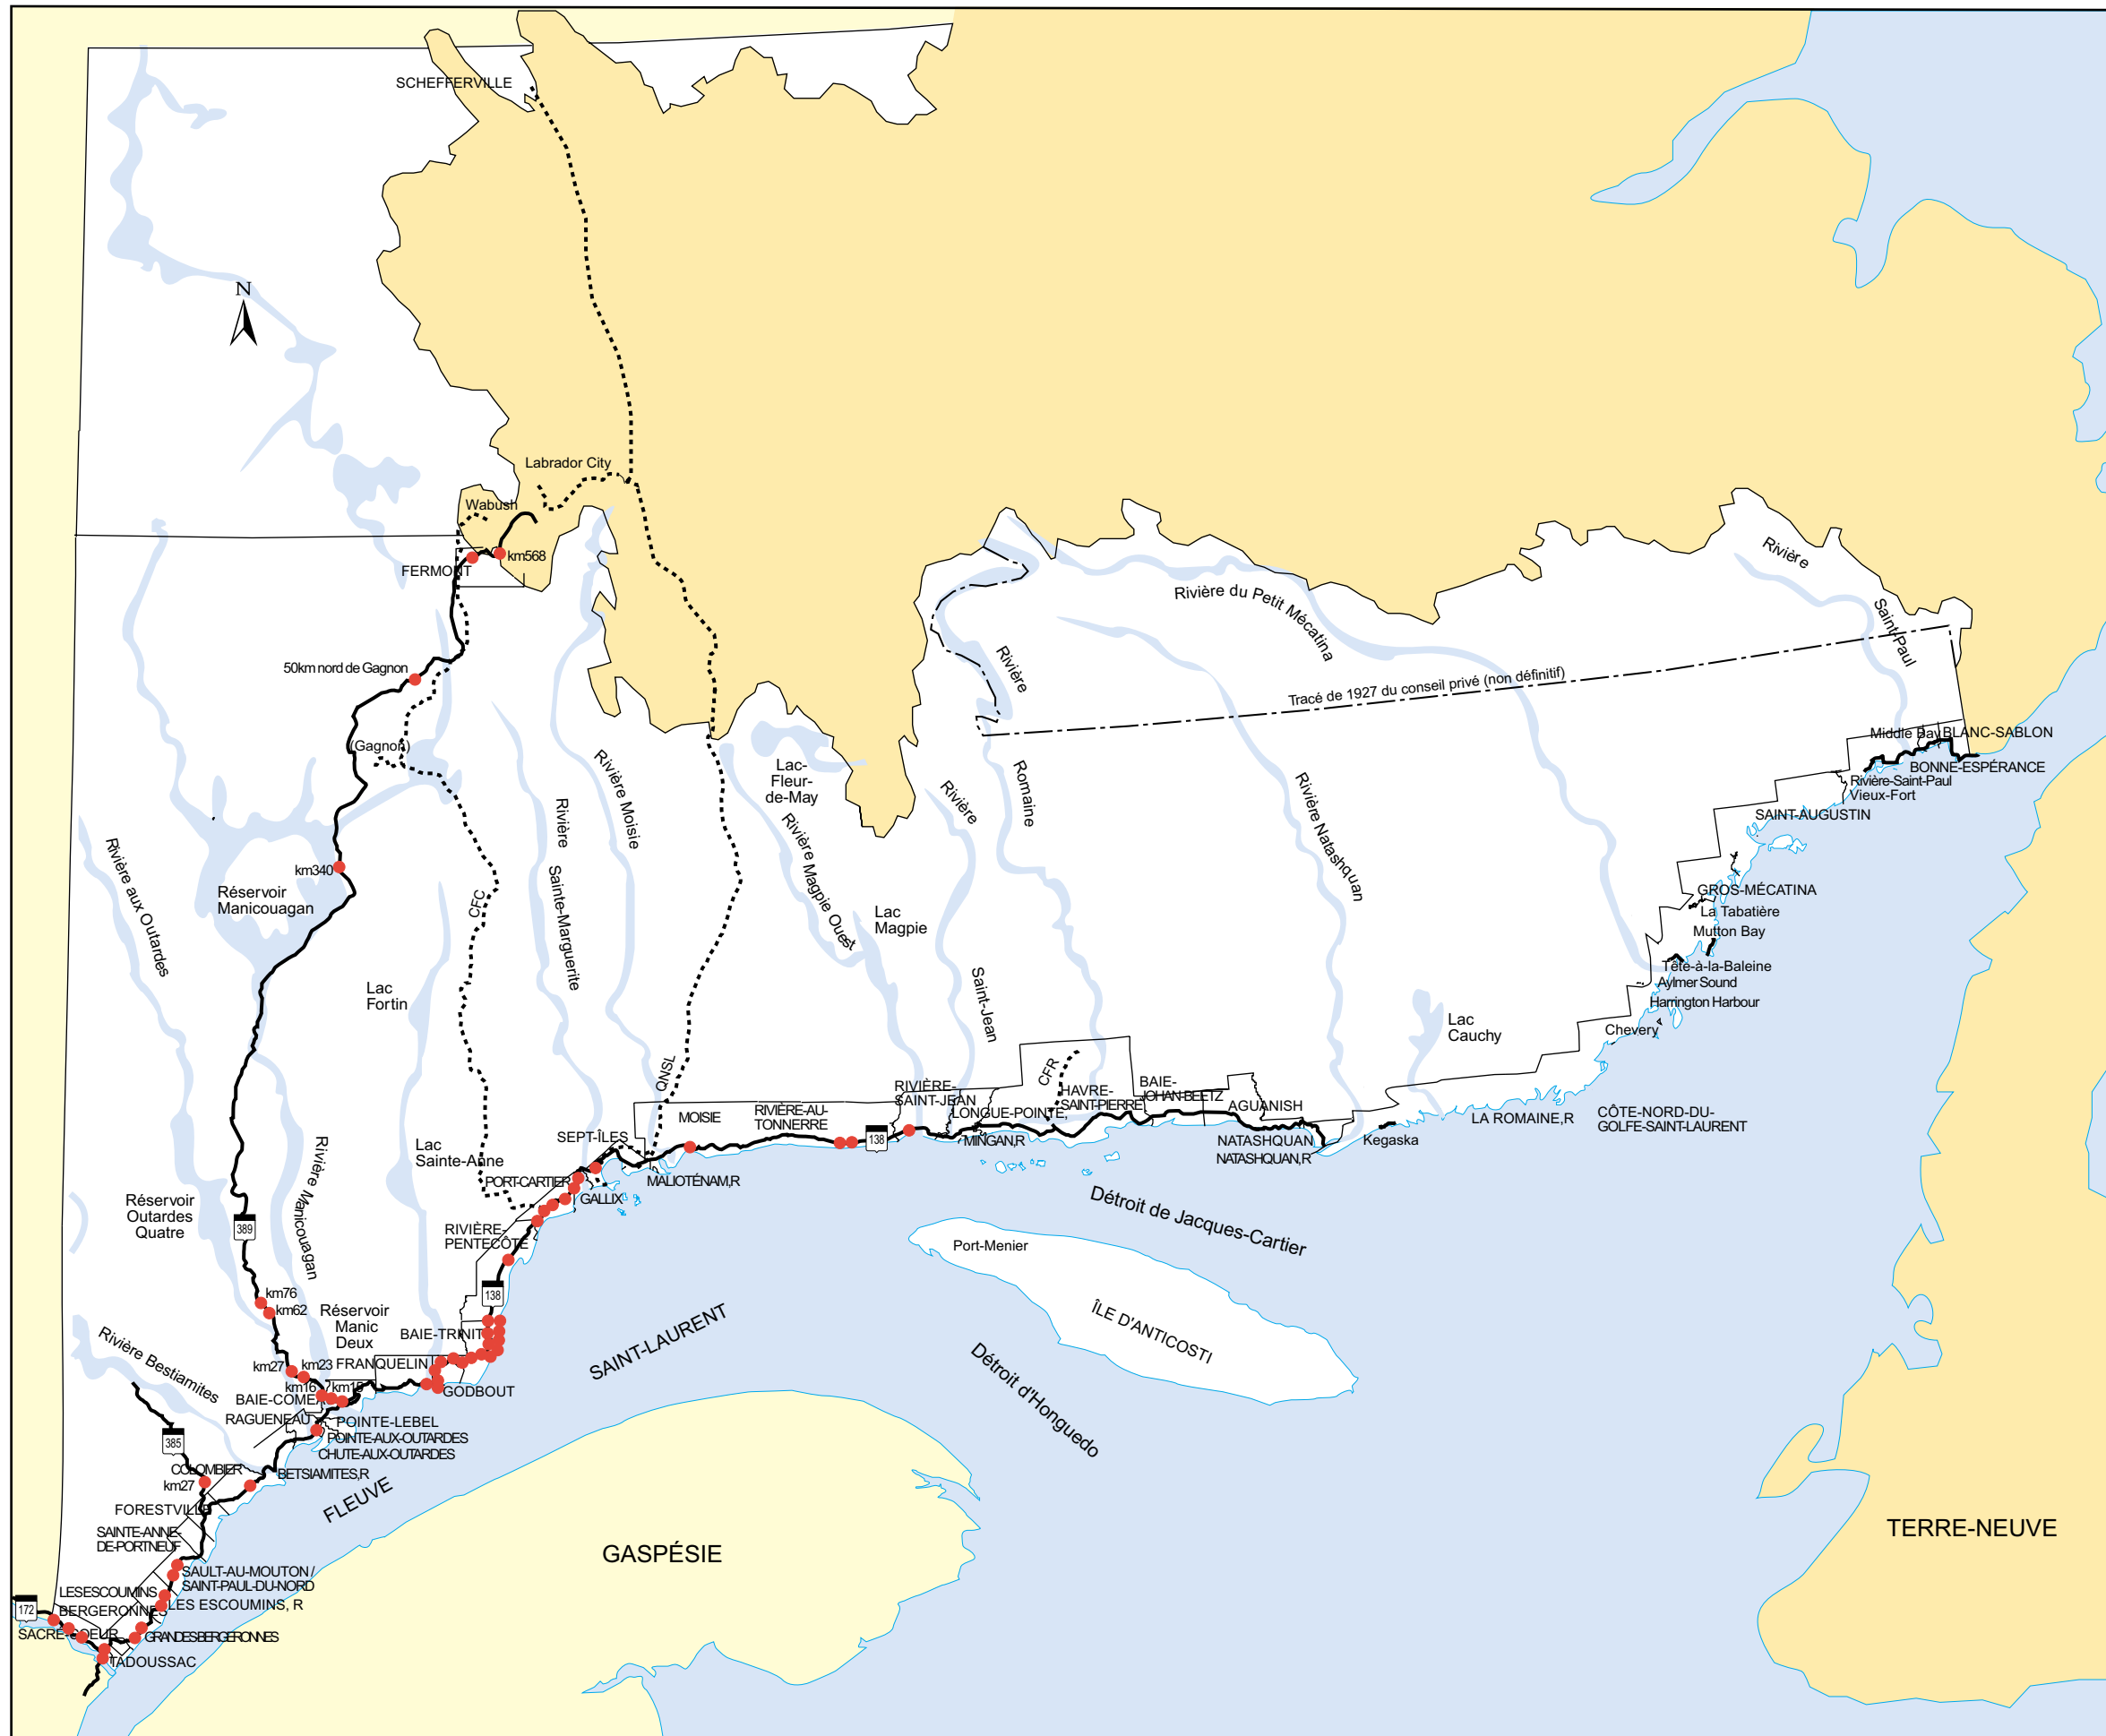 SCHEFFERVILLE
N
Labrador City
Wabush
km568
FERMONT
Rivière
Saint-Paul
Rivière du Petit Mécatina
50km nord de Gagnon
Rivière
Romaine
Tracé de 1927 du conseil privé (non définitif)
(Gagnon)
Middle Bay
BLANC-SABLON
BONNE-ESPÉRANCE
Rivière-Saint-Paul
Vieux-Fort
SAINT-AUGUSTIN
Lac-
Fleur-
de-May
Rivière Moisie
Rivière
Sainte-Marguerite
Rivière
Saint-Jean
Rivière Natashquan
Rivière Magpie Ouest
Rivière aux Outardes
km340
Réservoir
Manicouagan
CFC
Lac
Magpie
GROS-MÉCATINA
La Tabatière
Mutton Bay
Tête-à-la-Baleine
Aylmer Sound
Harrington Harbour
Chevery
Lac
Fortin
Lac
Cauchy
QNSL
CFR
RIVIÈRE-
SAINT-JEAN
MOISIE
RIVIÈRE-AU-
TONNERRE
LONGUE-POINTE,
MINGAN,R
HAVRE-
SAINT-PIERRE
BAIE-
JOHAN-BEETZ
AGUANISH
NATASHQUAN
NATASHQUAN,R
Kegaska
LA ROMAINE,R
CÔTE-NORD-DU-
GOLFE-SAINT-LAURENT
138
SEPT-ÎLES
Lac
Sainte-Anne
PORT-CARTIER
GALLIX
MALIOTÉNAM,R
Rivière Manicouagan
Réservoir
Outardes
Quatre
389
RIVIÈRE-
PENTECÔTE
Détroit de Jacques-Cartier
Port-Menier
138
km76
km62
Réservoir
Manic
Deux
BAIE-TRINIT
ÎLE D'ANTICOSTI
SAINT-LAURENT
Rivière Bestiamites
km27
km23
FRANQUELIN
km16
km15
GODBOUT
BAIE-COMEA
Détroit d'Honguedo
RAGUENEAU
POINTE-LEBEL
POINTE-AUX-OUTARDES
CHUTE-AUX-OUTARDES
385
COLOMBIER
BETSIAMITES,R
km27
FLEUVE
FORESTVILLE
SAINTE-ANNE-
DE-PORTNEUF
TERRE-NEUVE
GASPÉSIE
SAULT-AU-MOUTON /
SAINT-PAUL-DU-NORD
LES ESCOUMINS
LES ESCOUMINS, R
172
BERGERONNES
SACRÉ-COEUR
GRANDES BERGERONNES
TADOUSSAC